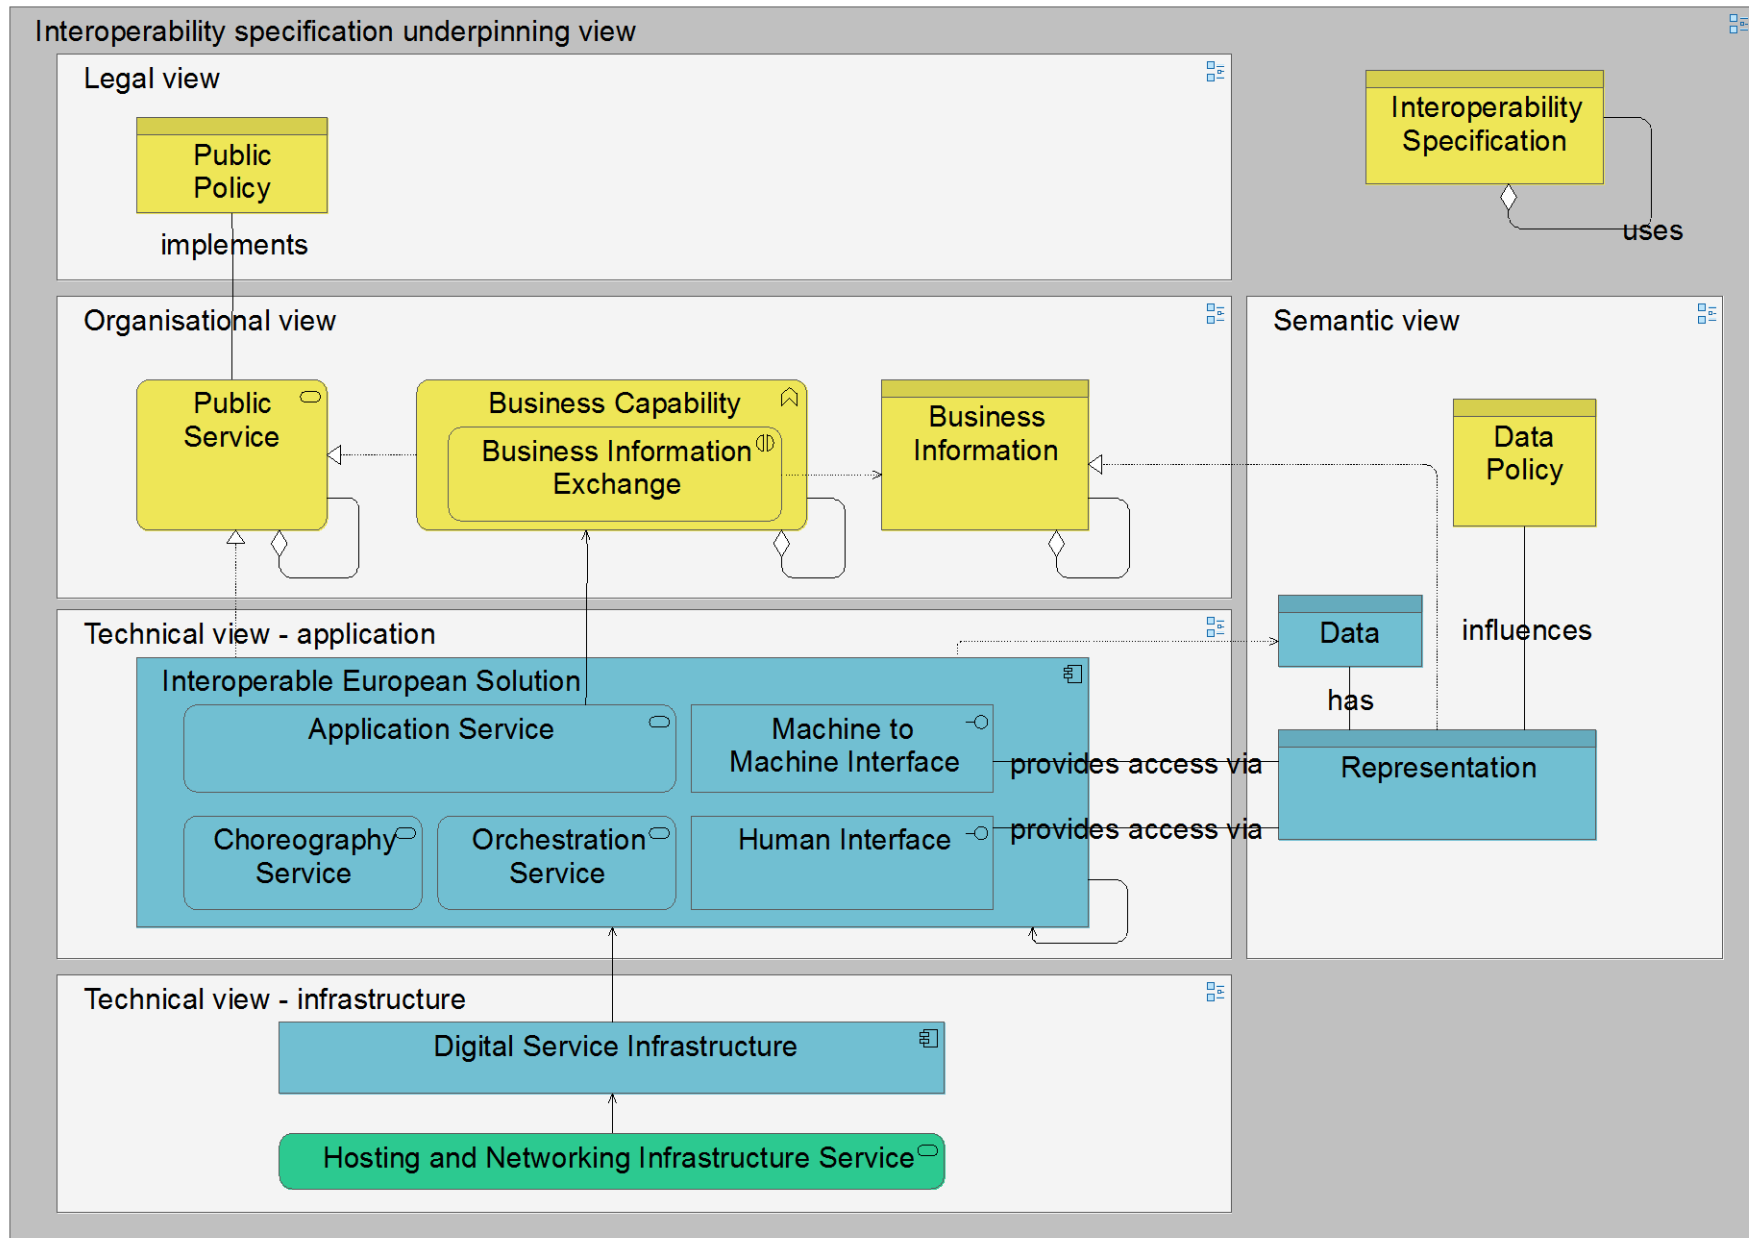 Interoperability specification underpinning view
Legal view
Public
Policy
implements
Interoperability
Specification
uses
Organisational view
Public
Service
Business Capability
Business Information
Exchange
Business
Information
Semantic view
Data
Policy
influences
Data
has
Representation
Technical view - application
Interoperable European Solution
Application Service
Machine to
Machine Interface
provides access via
Choreography
Service
Orchestration
Service
Human Interface
provides access via
Technical view - infrastructure
Digital Service Infrastructure
Hosting and Networking Infrastructure Service